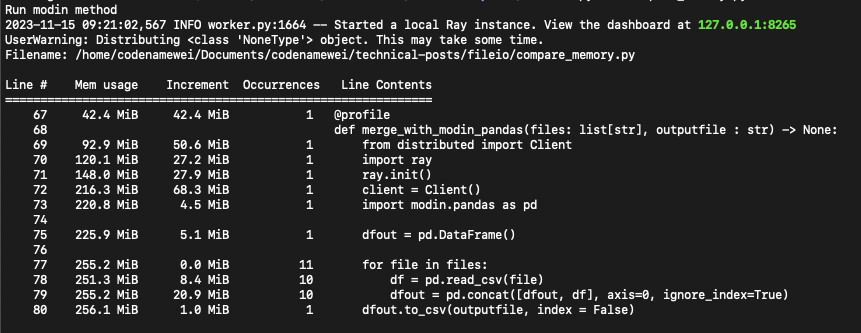 Run modin method
2023-11-15 09:21:02,567 INFO worker.py:1664 -- Started a local Ray instance. View the dashboard at 127.0.0.1:8265
UserWarning: Distributing <class 'NoneType'> object. This may take some time.
Filename: /home/codenamewei/Documents/codenamewei/technical-posts/fileio/compare_memory.py
Line #    Mem usage    Increment  Occurrences   Line Contents
=============================================================
    67     42.4 MiB     42.4 MiB           1   @profile
    68                                         def merge_with_modin_pandas(files: list[str], outputfile : str) -> None:
    69     92.9 MiB     50.6 MiB           1       from distributed import Client
    70    120.1 MiB     27.2 MiB           1       import ray
    71    148.0 MiB     27.9 MiB           1       ray.init()
    72    216.3 MiB     68.3 MiB           1       client = Client()
    73    220.8 MiB      4.5 MiB           1       import modin.pandas as pd
    74
    75    225.9 MiB      5.1 MiB           1       dfout = pd.DataFrame()
    76
    77    255.2 MiB      0.0 MiB          11       for file in files:
    78    251.3 MiB      8.4 MiB          10           df = pd.read_csv(file)
    79    255.2 MiB     20.9 MiB          10           dfout = pd.concat([dfout, df], axis=0, ignore_index=True)
    80    256.1 MiB      1.0 MiB           1       dfout.to_csv(outputfile, index = False)